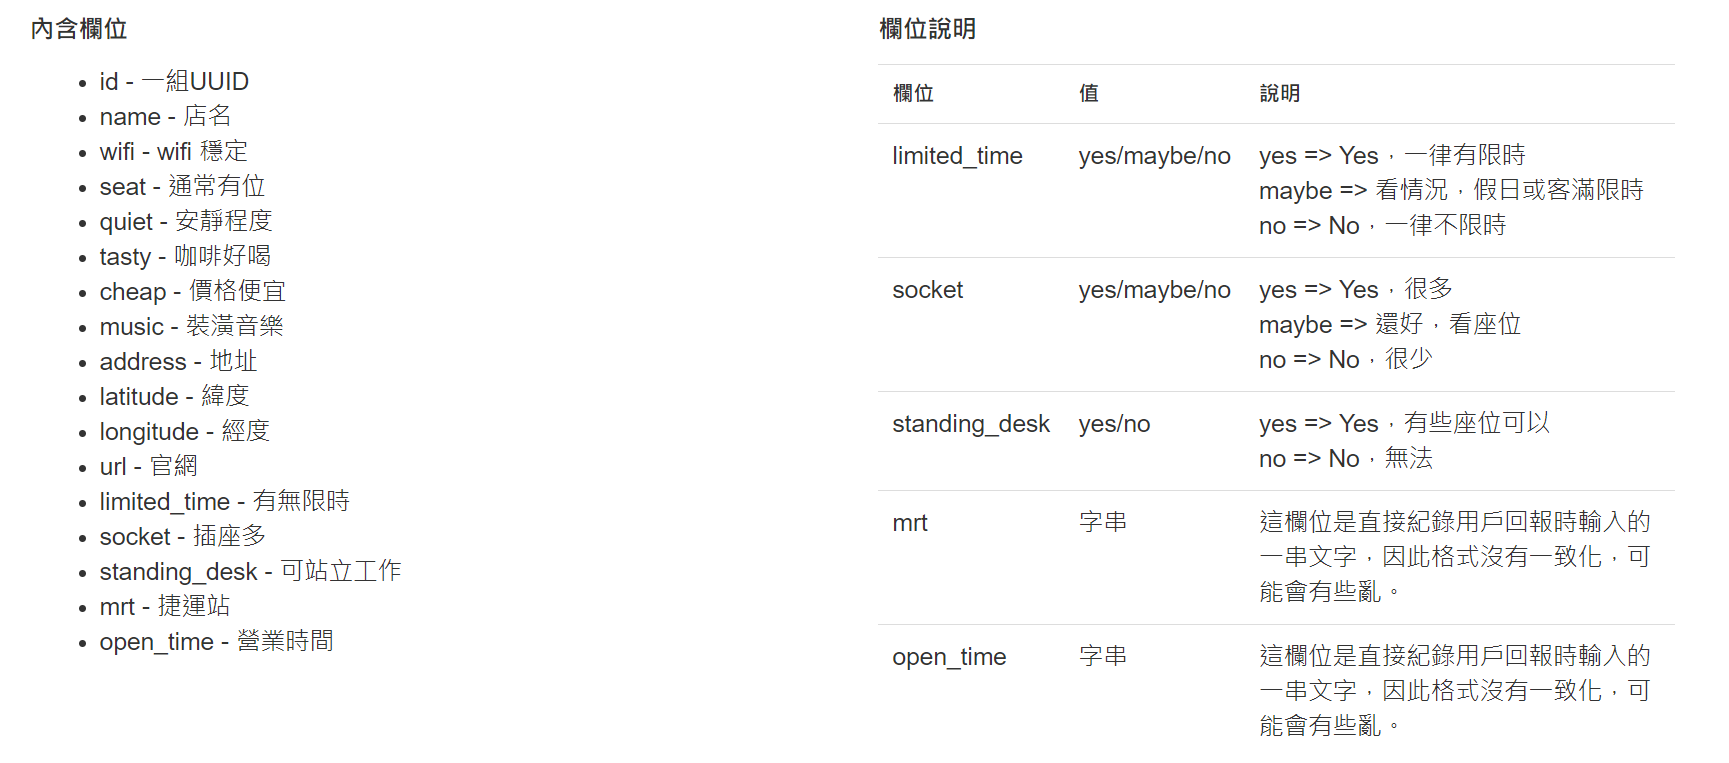 內含欄位
id - 一組UUID
name - 店名
wifi - wifi 穩定
seat - 通常有位
quiet - 安靜程度
tasty - 咖啡好喝
cheap - 價格便宜
music - 裝潢音樂
address - 地址
latitude - 緯度
longitude - 經度
url - 官網
limited_time - 有無限時
socket - 插座多
standing_desk - 可站立工作
mrt - 捷運站
open_time - 營業時間
欄位說明
欄位 值 說明
limited_time yes/maybe/no yes => Yes，一律有限時
maybe => 看情況，假日或客滿限時
no => No，一律不限時
socket yes/maybe/no yes => Yes，很多
maybe => 還好，看座位
no => No，很少
standing_desk yes/no yes => Yes，有些座位可以
no => No，無法
mrt 字串 這欄位是直接紀錄用戶回報時輸入的
一串文字，因此格式沒有一致化，可
能會有些亂。
open_time 字串 這欄位是直接紀錄用戶回報時輸入的
一串文字，因此格式沒有一致化，可
能會有些亂。